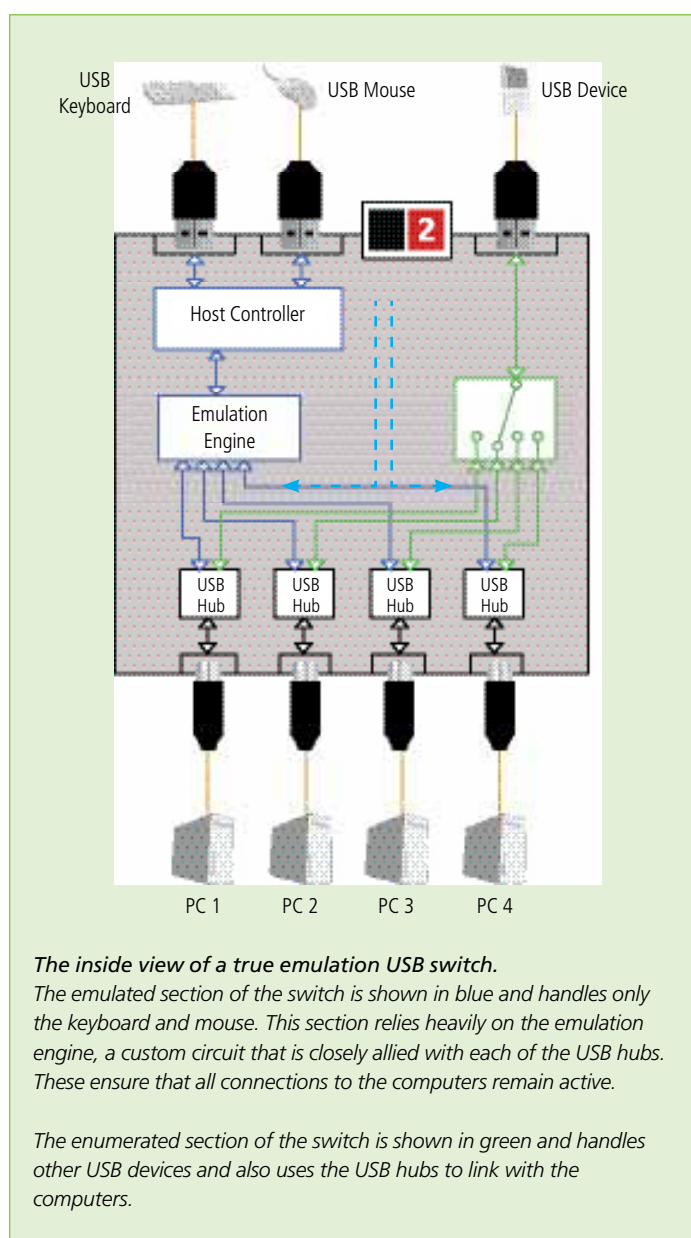 USB
Keyboard
USB Mouse
USB Device
2
Host Controller
Emulation
Engine
USB
Hub
USB
Hub
USB
Hub
USB
Hub
PC 1
PC 2
PC 3
PC 4
The inside view of a true emulation USB switch.
The emulated section of the switch is shown in blue and handles only
the keyboard and mouse. This section relies heavily on the emulation
engine, a custom circuit that is closely allied with each of the USB hubs.
These ensure that all connections to the computers remain active.
The enumerated section of the switch is shown in green and handles
other USB devices and also uses the USB hubs to link with the
computers.